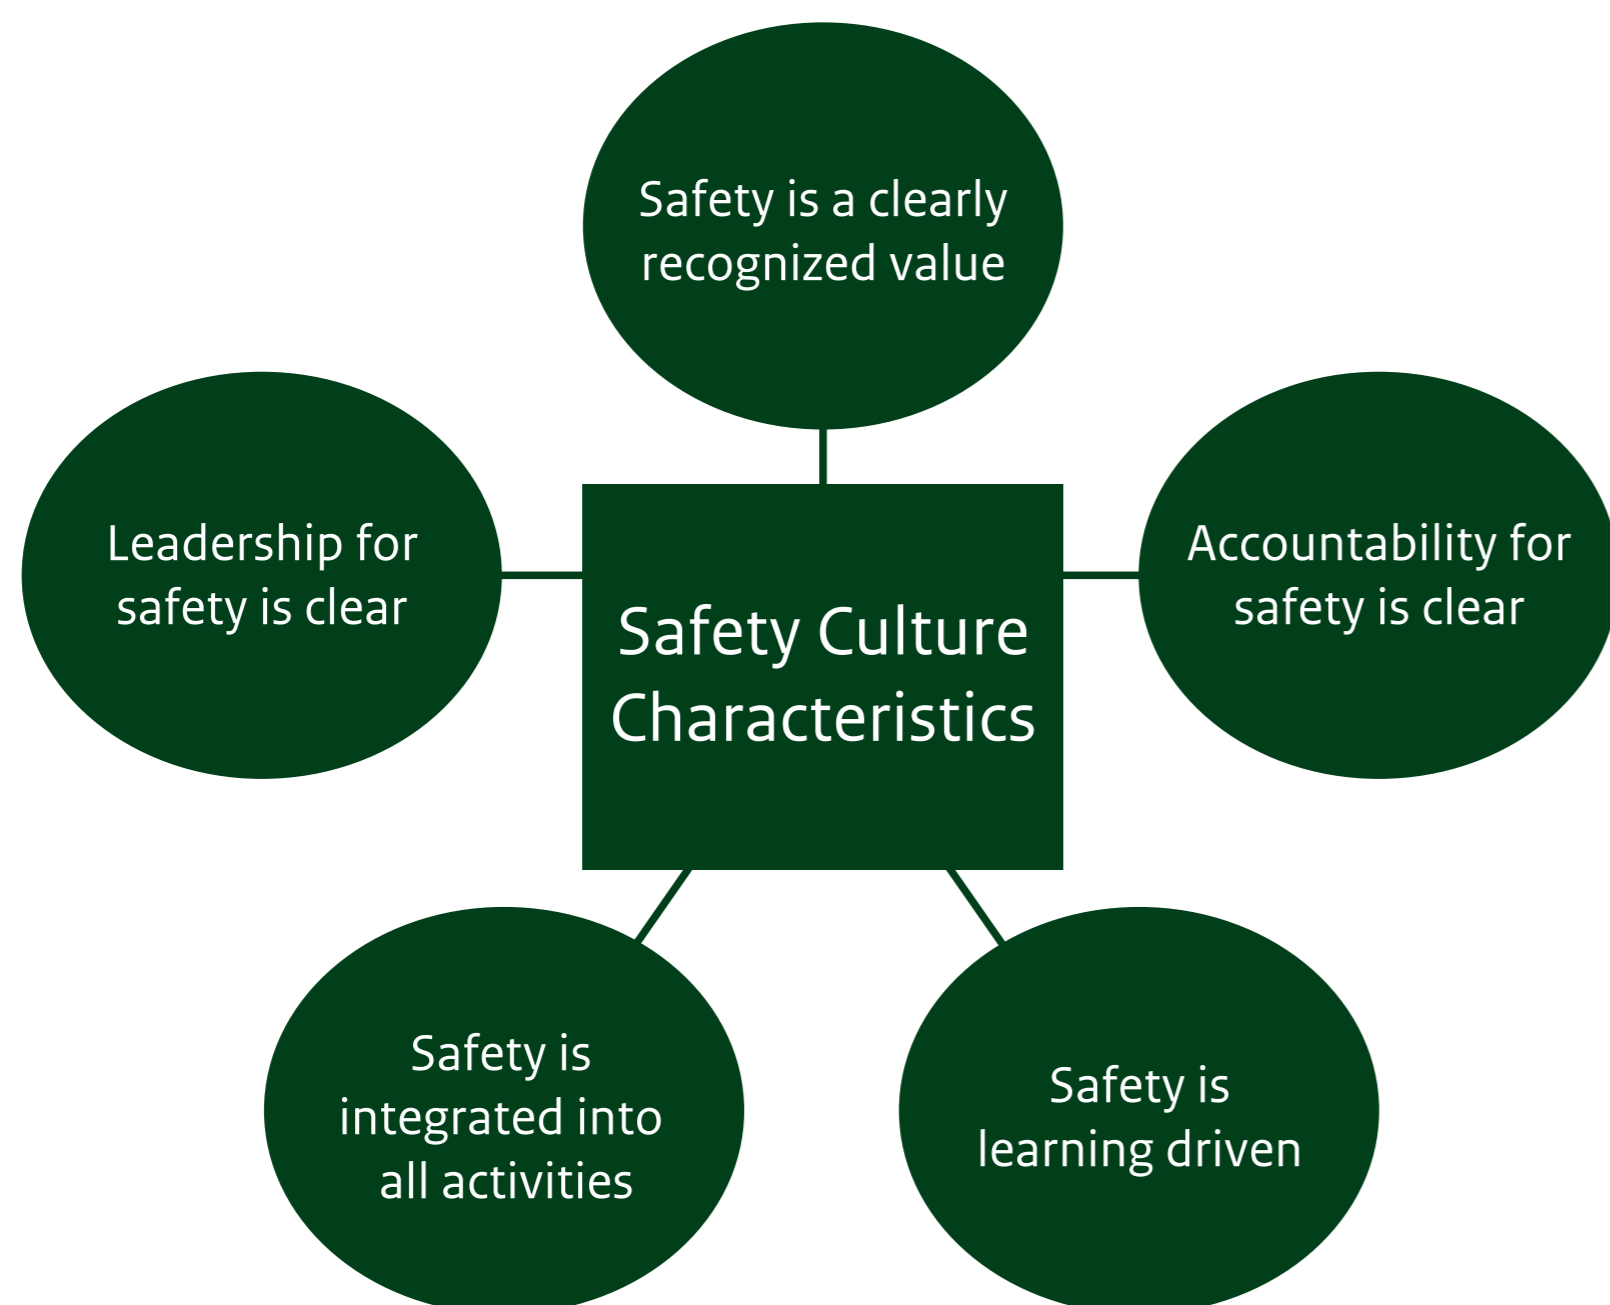 Safety is a clearly
recognized value
Leadership for
safety is clear
Safety Culture
Characteristics
Accountability for
safety is clear
Safety is
integrated into
all activities
Safety is
learning driven